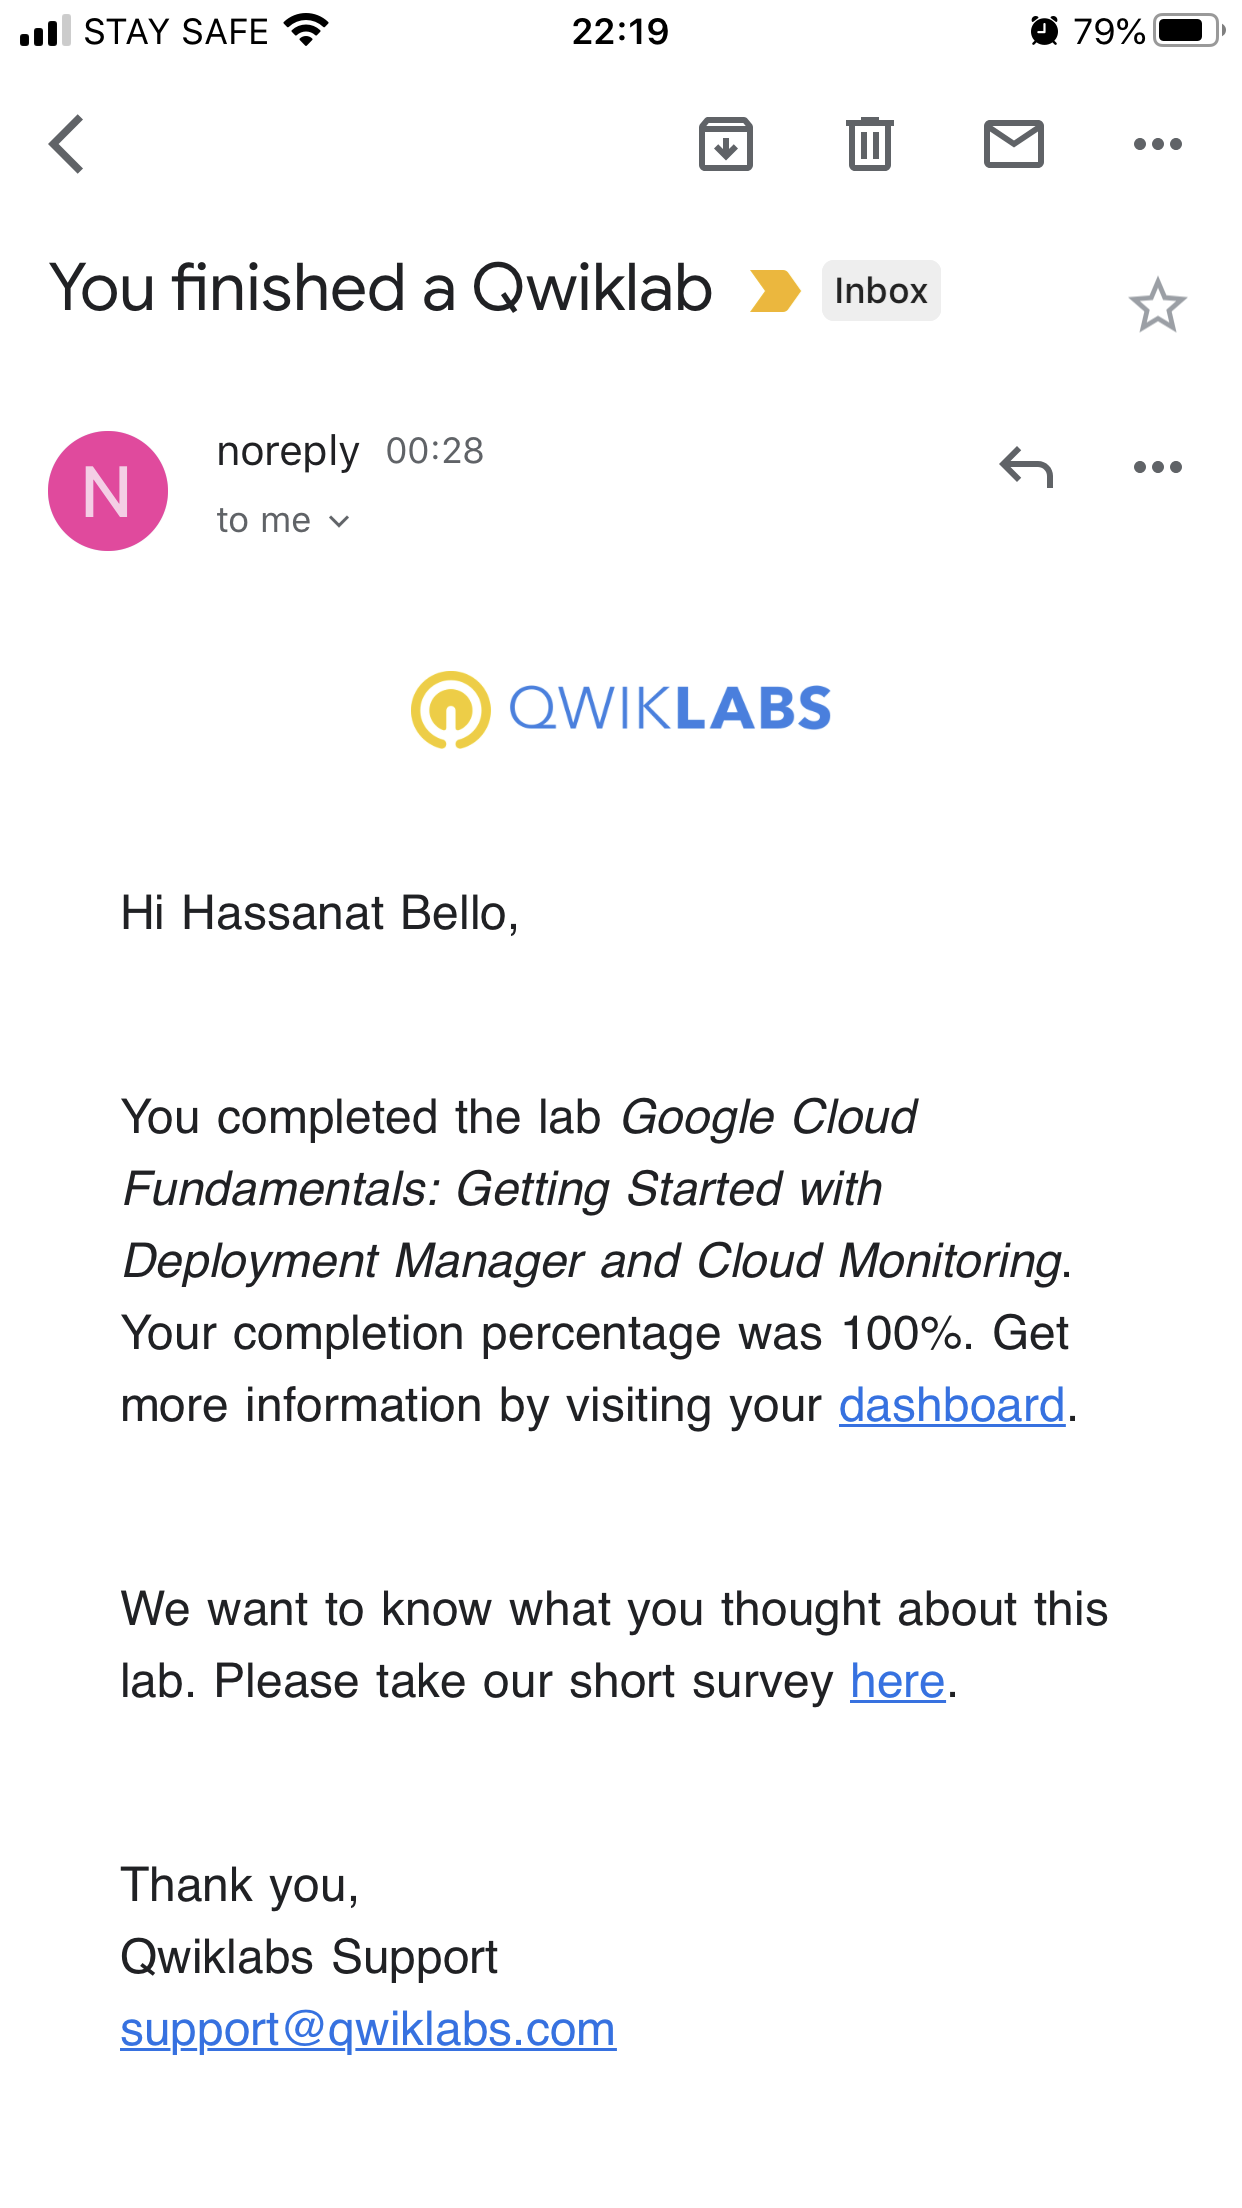 STAY SAFE 22:19 79%
You finished a Qwiklab Inbox
N
noreply 00:28
to me
QWIKLABS
Hi Hassanat Bello,
You completed the lab Google Cloud
Fundamentals: Getting Started with
Deployment Manager and Cloud Monitoring.
Your completion percentage was 100%. Get
more information by visiting your dashboard.
We want to know what you thought about this
lab. Please take our short survey here.
Thank you,
Qwiklabs Support
support@qwiklabs.com